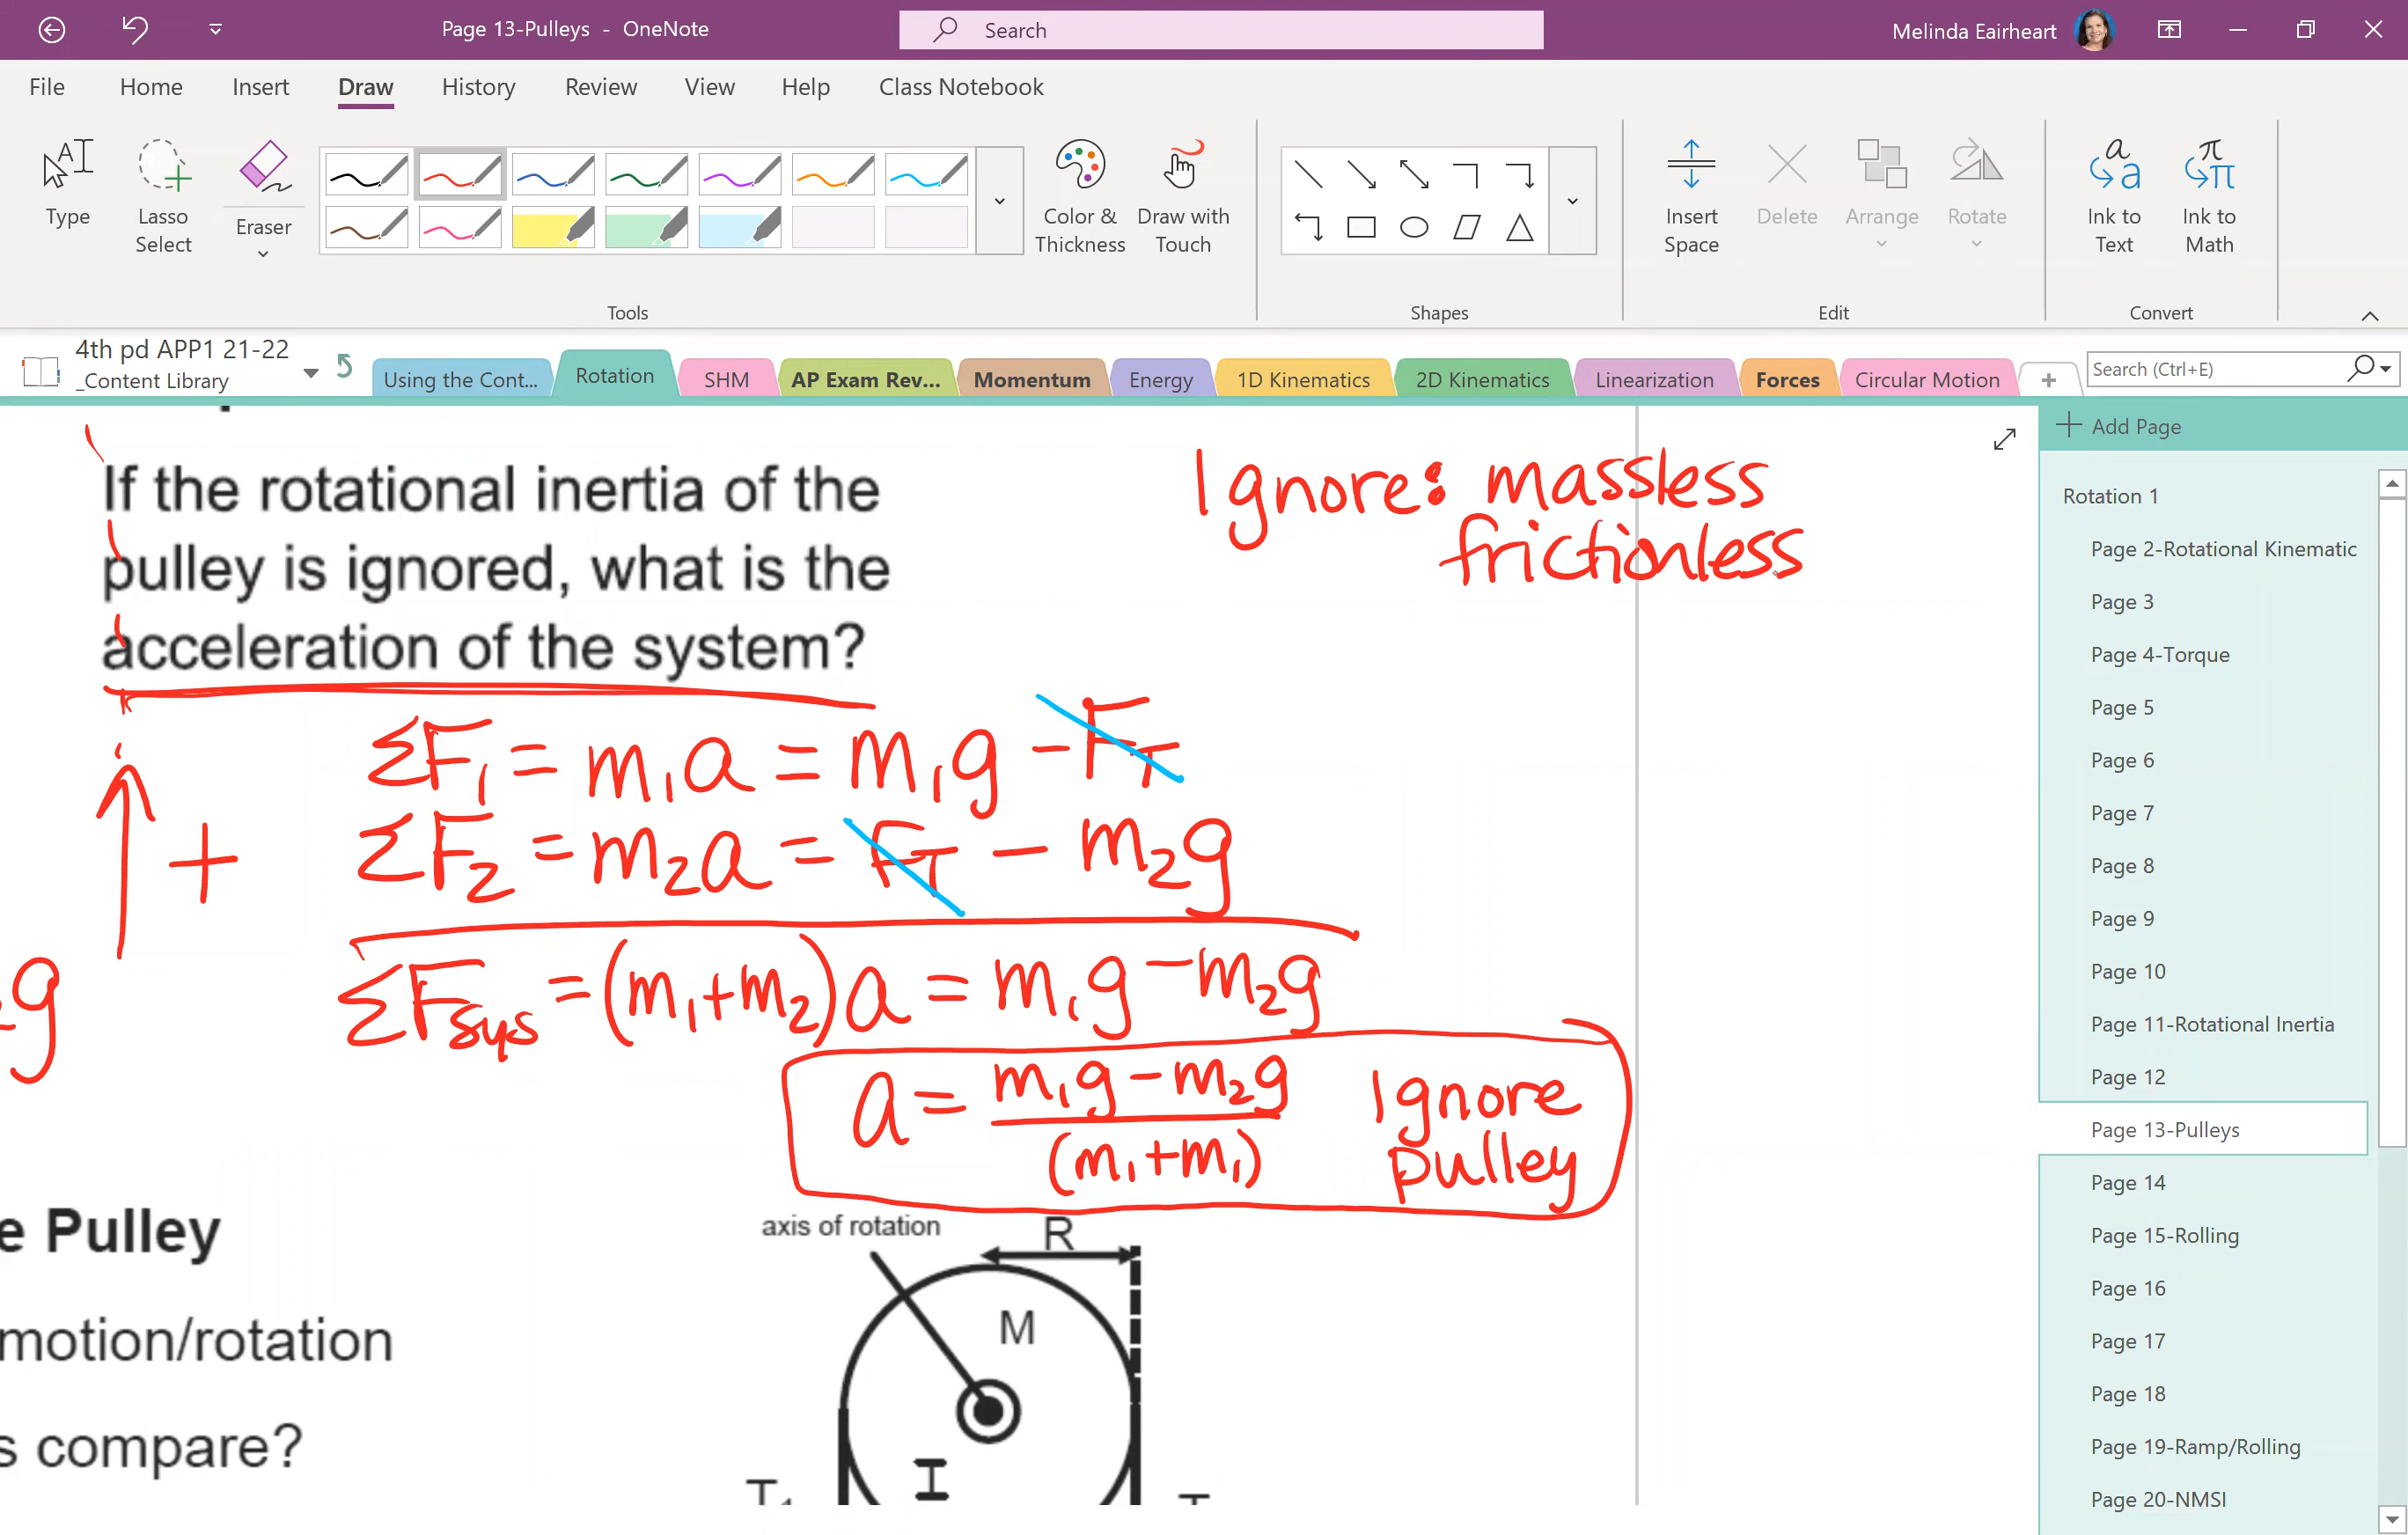 Page 13-Pulleys - OneNote
Search
Melinda Eairheart
File Home Insert Draw History Review View Help Class Notebook
Type
Lasso Select
Eraser
Color & Thickness
Draw with Touch
Insert Space
Delete
Arrange
Rotate
Ink to Text
Ink to Math
Tools
Shapes
Edit
Convert
4th pd APP1 21-22
_Content Library
Using the Cont... Rotation SHM AP Exam Rev... Momentum Energy 1D Kinematics 2D Kinematics Linearization Forces Circular Motion
Search (Ctrl+E)
If the rotational inertia of the
pulley is ignored, what is the
acceleration of the system?
Ignore: massless
frictionless
ΣF₁ = m₁a = m₁g - F_T
+
ΣF₂ = m₂a = F_T - m₂g
ΣF_sys = (m₁+m₂)a = m₁g - m₂g
g
a = m₁g - m₂g
(m₁+m₁)
Ignore
pulley
e Pulley
motion/rotation
s compare?
axis of rotation
R
M
I
Add Page
Rotation 1
Page 2-Rotational Kinematic
Page 3
Page 4-Torque
Page 5
Page 6
Page 7
Page 8
Page 9
Page 10
Page 11-Rotational Inertia
Page 12
Page 13-Pulleys
Page 14
Page 15-Rolling
Page 16
Page 17
Page 18
Page 19-Ramp/Rolling
Page 20-NMSI